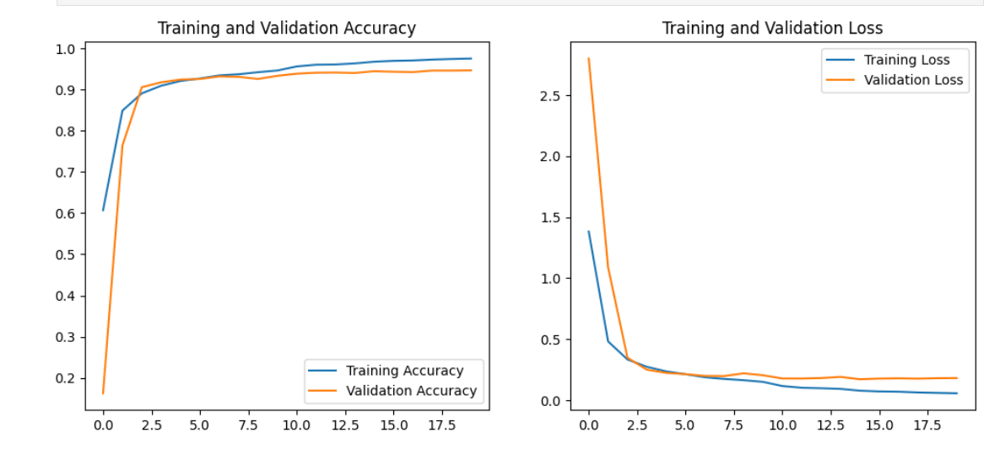 Training and Validation Accuracy
1.0
0.9
0.8
0.7
0.6
0.5
0.4
0.3
0.2
0.0 2.5 5.0 7.5 10.0 12.5 15.0 17.5
Training Accuracy
Validation Accuracy
Training and Validation Loss
2.5
2.0
1.5
1.0
0.5
0.0
0.0 2.5 5.0 7.5 10.0 12.5 15.0 17.5
Training Loss
Validation Loss